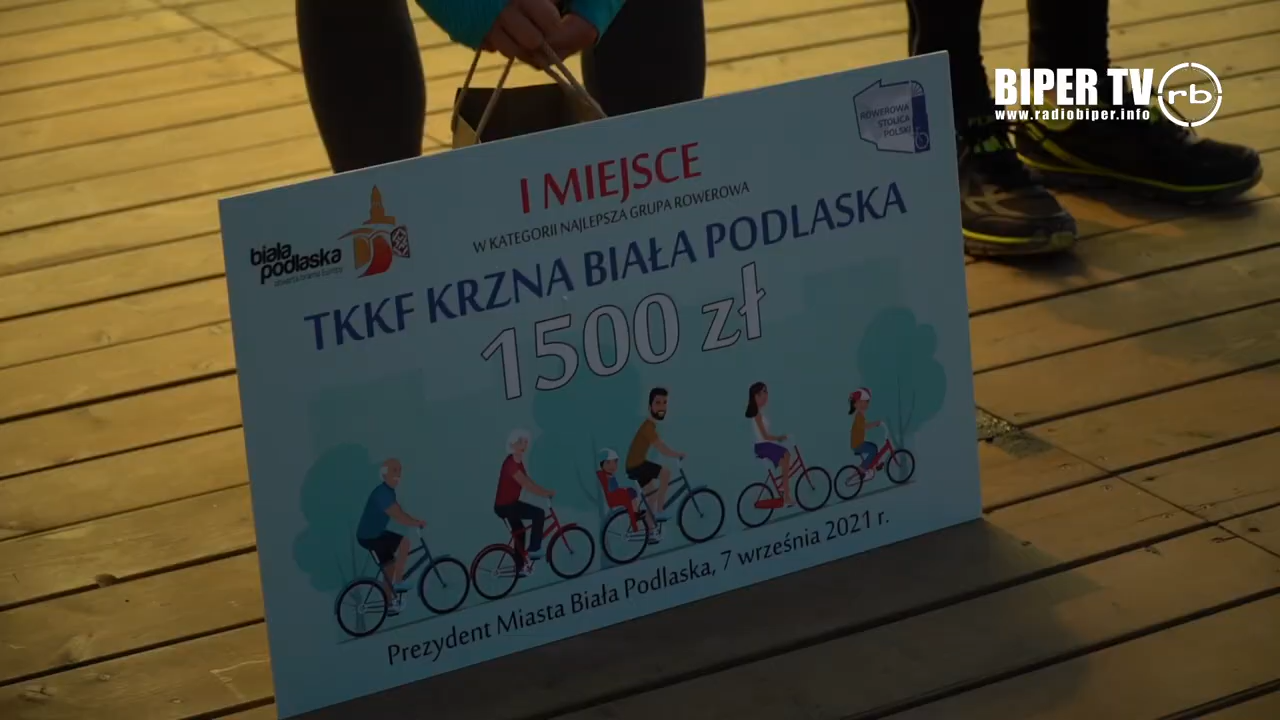 BIPER TV
rb
www.radiobiper.info
ROWEROWA
STOLICA
POLSKI
I MIEJSCE
W KATEGORII NAJLEPSZA GRUPA ROWEROWA
biała
podlaska
TKKF KRZNA BIAŁA PODLASKA
1500 zł
Prezydent Miasta Biała Podlaska, 7 września 2021 r.